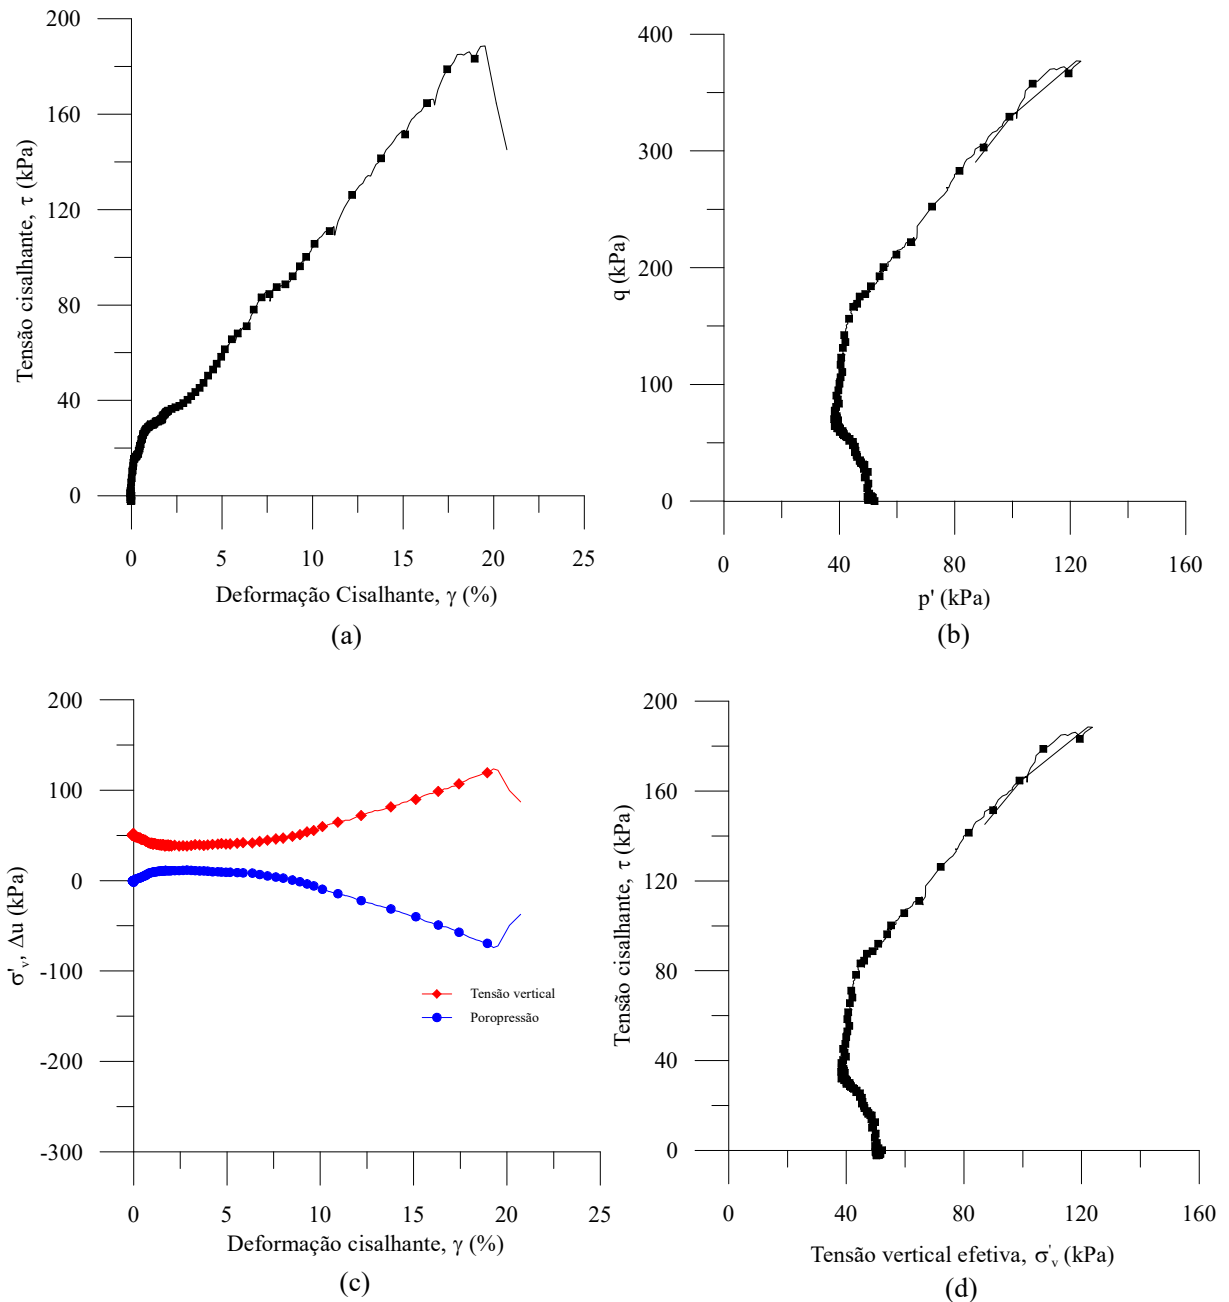 200
160
120
80
40
0
Tensão cisalhante, τ (kPa)
0 5 10 15 20 25
Deformação Cisalhante, γ (%)
(a)
400
300
200
100
0
q (kPa)
0 40 80 120 160
p' (kPa)
(b)
200
100
0
-100
-200
-300
σ'v, Δu (kPa)
Tensão vertical
Poropressão
0 5 10 15 20 25
Deformação cisalhante, γ (%)
(c)
200
160
120
80
40
0
Tensão cisalhante, τ (kPa)
0 40 80 120 160
Tensão vertical efetiva, σ'v (kPa)
(d)